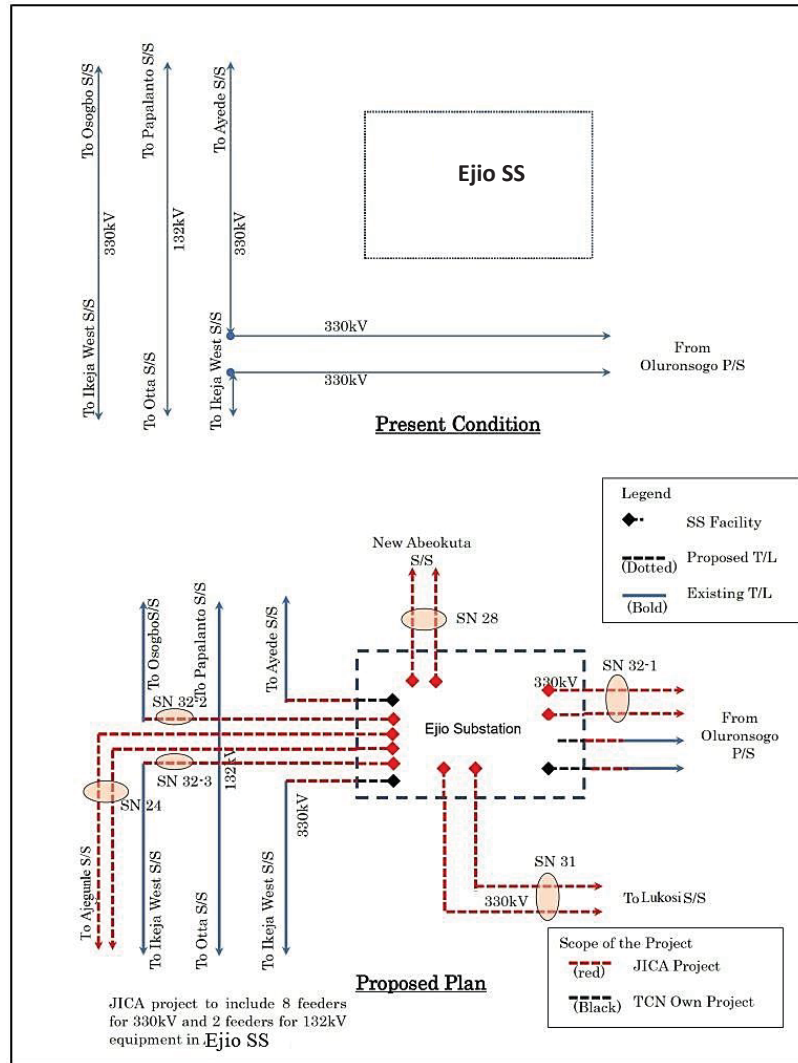 To Osogbo S/S
To Papalanto S/S
To Ayede S/S
Ejio SS
330kV
132kV
330kV
To Ikeja West S/S
To Otta S/S
To Ikeja West S/S
330kV
330kV
From
Oluronsogo P/S
Present Condition
Legend
SS Facility
Proposed T/L
(Dotted)
Existing T/L
(Bold)
New Abeokuta
S/S
SN 28
To OsogboS/S
To Papalanto S/S
To Ayede S/S
SN 32-1
330kV
SN 32-2
Ejio Substation
From
Oluronsogo
P/S
SN 32-3
132kV
SN 24
330kV
SN 31
330kV
To Lukosi S/S
To Ajegunle S/S
To Ikeja West S/S
To Otta S/S
To Ikeja West S/S
Scope of the Project
JICA Project
(red)
TCN Own Project
(Black)
Proposed Plan
JICA project to include 8 feeders
for 330kV and 2 feeders for 132kV
equipment in Ejio SS